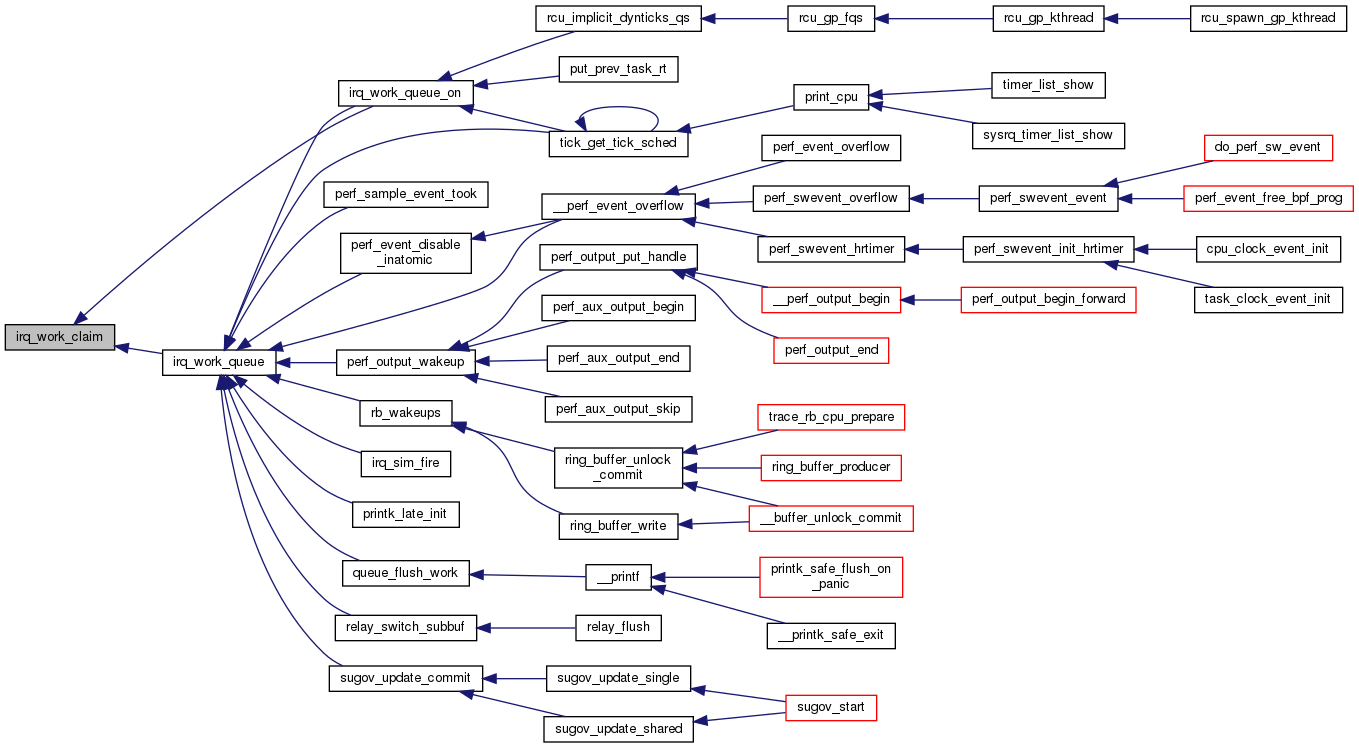 rcu_implicit_dynticks_qs
rcu_gp_fqs
rcu_gp_kthread
rcu_spawn_gp_kthread
put_prev_task_rt
irq_work_queue_on
print_cpu
timer_list_show
tick_get_tick_sched
sysrq_timer_list_show
perf_event_overflow
do_perf_sw_event
perf_sample_event_took
__perf_event_overflow
perf_swevent_overflow
perf_swevent_event
perf_event_free_bpf_prog
perf_event_disable
_inatomic
perf_output_put_handle
perf_swevent_hrtimer
perf_swevent_init_hrtimer
cpu_clock_event_init
__perf_output_begin
perf_output_begin_forward
task_clock_event_init
perf_aux_output_begin
irq_work_claim
irq_work_queue
perf_output_wakeup
perf_aux_output_end
perf_output_end
perf_aux_output_skip
rb_wakeups
trace_rb_cpu_prepare
irq_sim_fire
ring_buffer_unlock
_commit
ring_buffer_producer
printk_late_init
ring_buffer_write
__buffer_unlock_commit
queue_flush_work
__printf
printk_safe_flush_on
_panic
relay_switch_subbuf
relay_flush
__printk_safe_exit
sugov_update_commit
sugov_update_single
sugov_start
sugov_update_shared